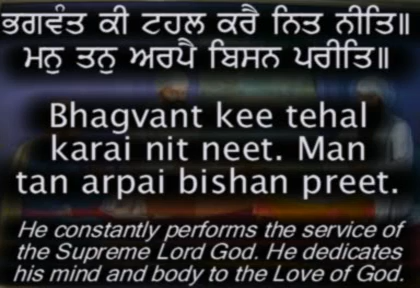 ਭਗਵੰਤ ਕੀ ਟਹਲ ਕਰੈ ਨਿਤ ਨੀਤਿ॥
ਮਨੁ ਤਨੁ ਅਰਪੈ ਬਿਸਨ ਪਰੀਤਿ॥
Bhagvant kee tehal
karai nit neet. Man
tan arpai bishan preet.
He constantly performs the service of
the Supreme Lord God. He dedicates
his mind and body to the Love of God.